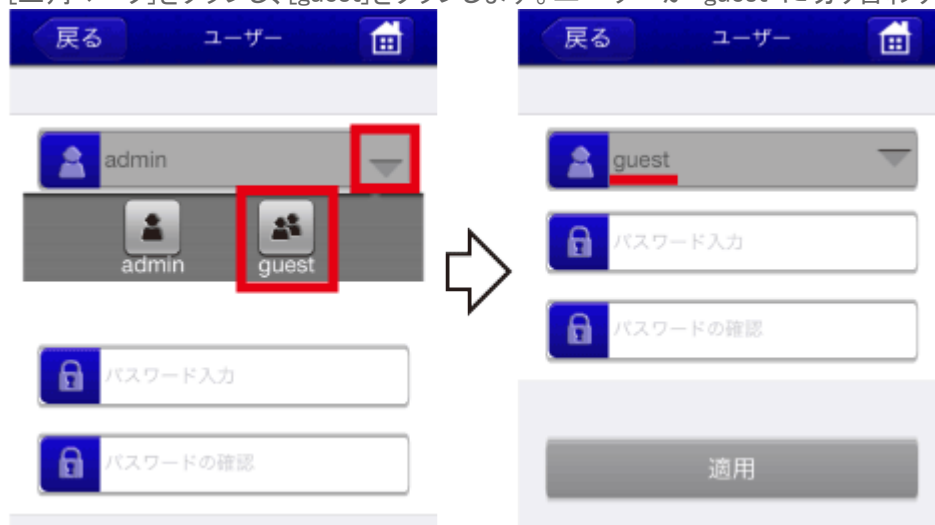 戻る
ユーザー
admin
admin
guest
パスワード入力
パスワードの確認
戻る
ユーザー
guest
パスワード入力
パスワードの確認
適用